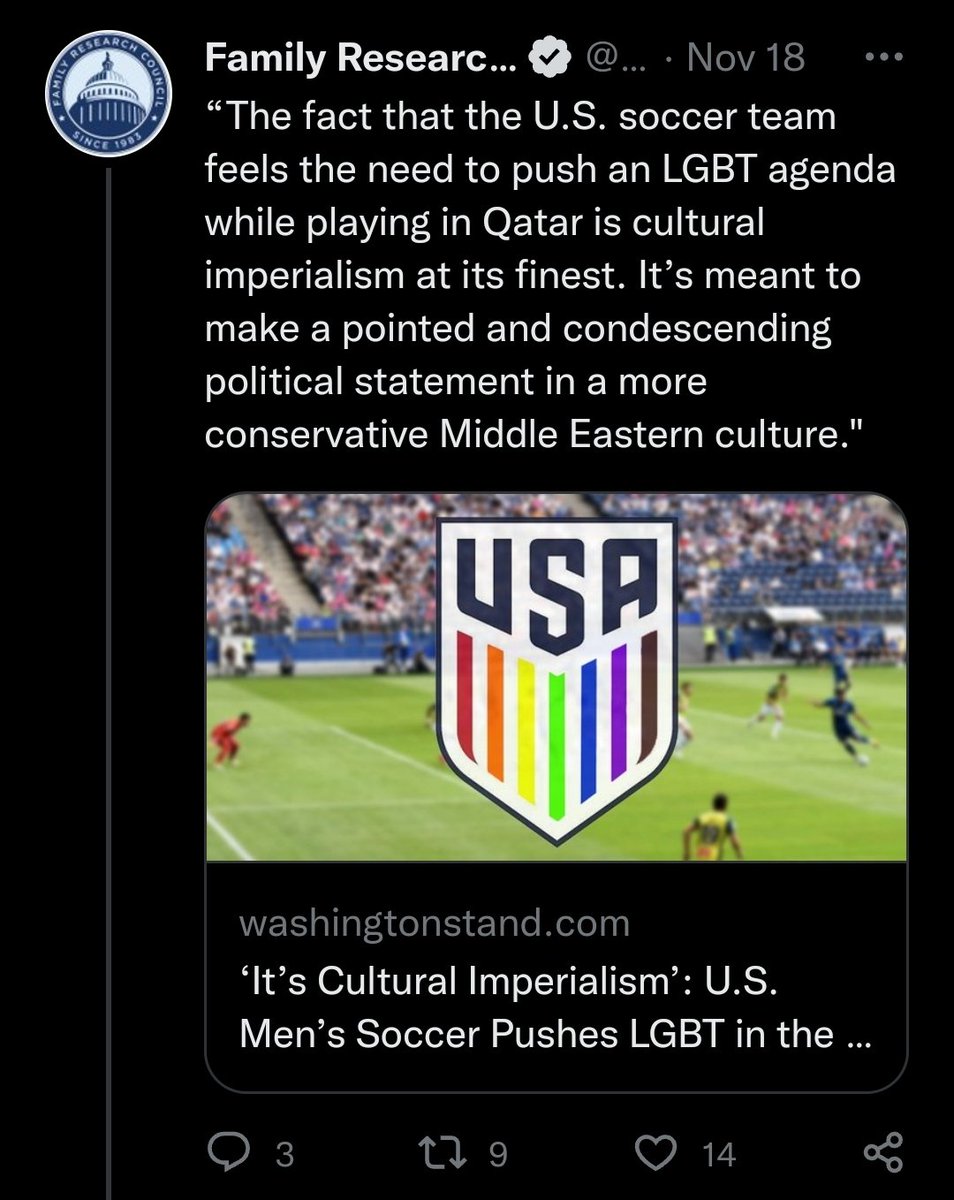 FAMILY RESEARCH COUNCIL
SINCE 1983
Family Researc... @... · Nov 18
“The fact that the U.S. soccer team
feels the need to push an LGBT agenda
while playing in Qatar is cultural
imperialism at its finest. It’s meant to
make a pointed and condescending
political statement in a more
conservative Middle Eastern culture."
USA
washingtonstand.com
‘It’s Cultural Imperialism’: U.S.
Men’s Soccer Pushes LGBT in the ...
3 9 14